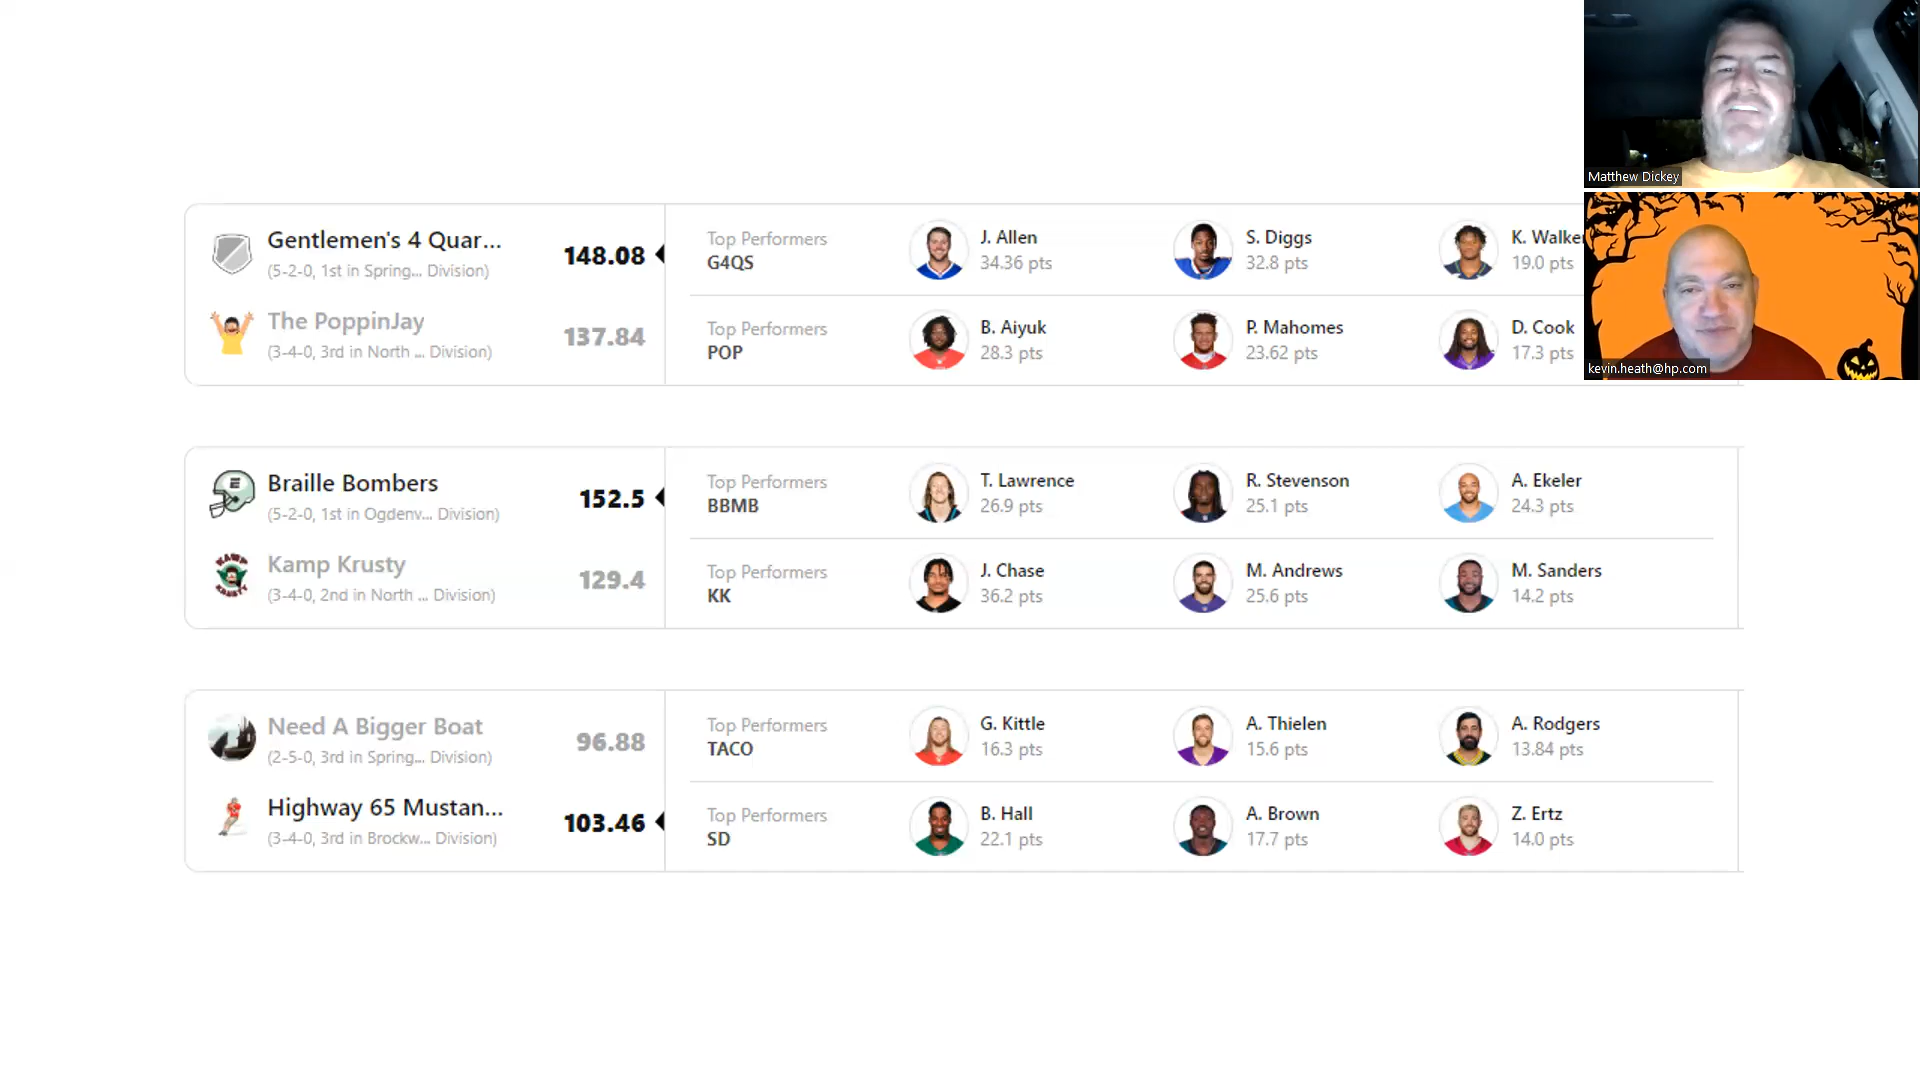 Gentlemen's 4 Quar...
(5-2-0, 1st in Spring... Division)
148.08
Top Performers
G4QS
J. Allen
34.36 pts
S. Diggs
32.8 pts
K. Walke
19.0 pts
The PoppinJay
(3-4-0, 3rd in North ... Division)
137.84
Top Performers
POP
B. Aiyuk
28.3 pts
P. Mahomes
23.62 pts
D. Cook
17.3 pts
Matthew Dickey
kevin.heath@hp.com
Braille Bombers
(5-2-0, 1st in Ogdenv... Division)
152.5
Top Performers
BBMB
T. Lawrence
26.9 pts
R. Stevenson
25.1 pts
A. Ekeler
24.3 pts
KAMP
KRUSTY
Kamp Krusty
(3-4-0, 2nd in North ... Division)
129.4
Top Performers
KK
J. Chase
36.2 pts
M. Andrews
25.6 pts
M. Sanders
14.2 pts
Need A Bigger Boat
(2-5-0, 3rd in Spring... Division)
96.88
Top Performers
TACO
G. Kittle
16.3 pts
A. Thielen
15.6 pts
A. Rodgers
13.84 pts
Highway 65 Mustan...
(3-4-0, 3rd in Brockw... Division)
103.46
Top Performers
SD
B. Hall
22.1 pts
A. Brown
17.7 pts
Z. Ertz
14.0 pts